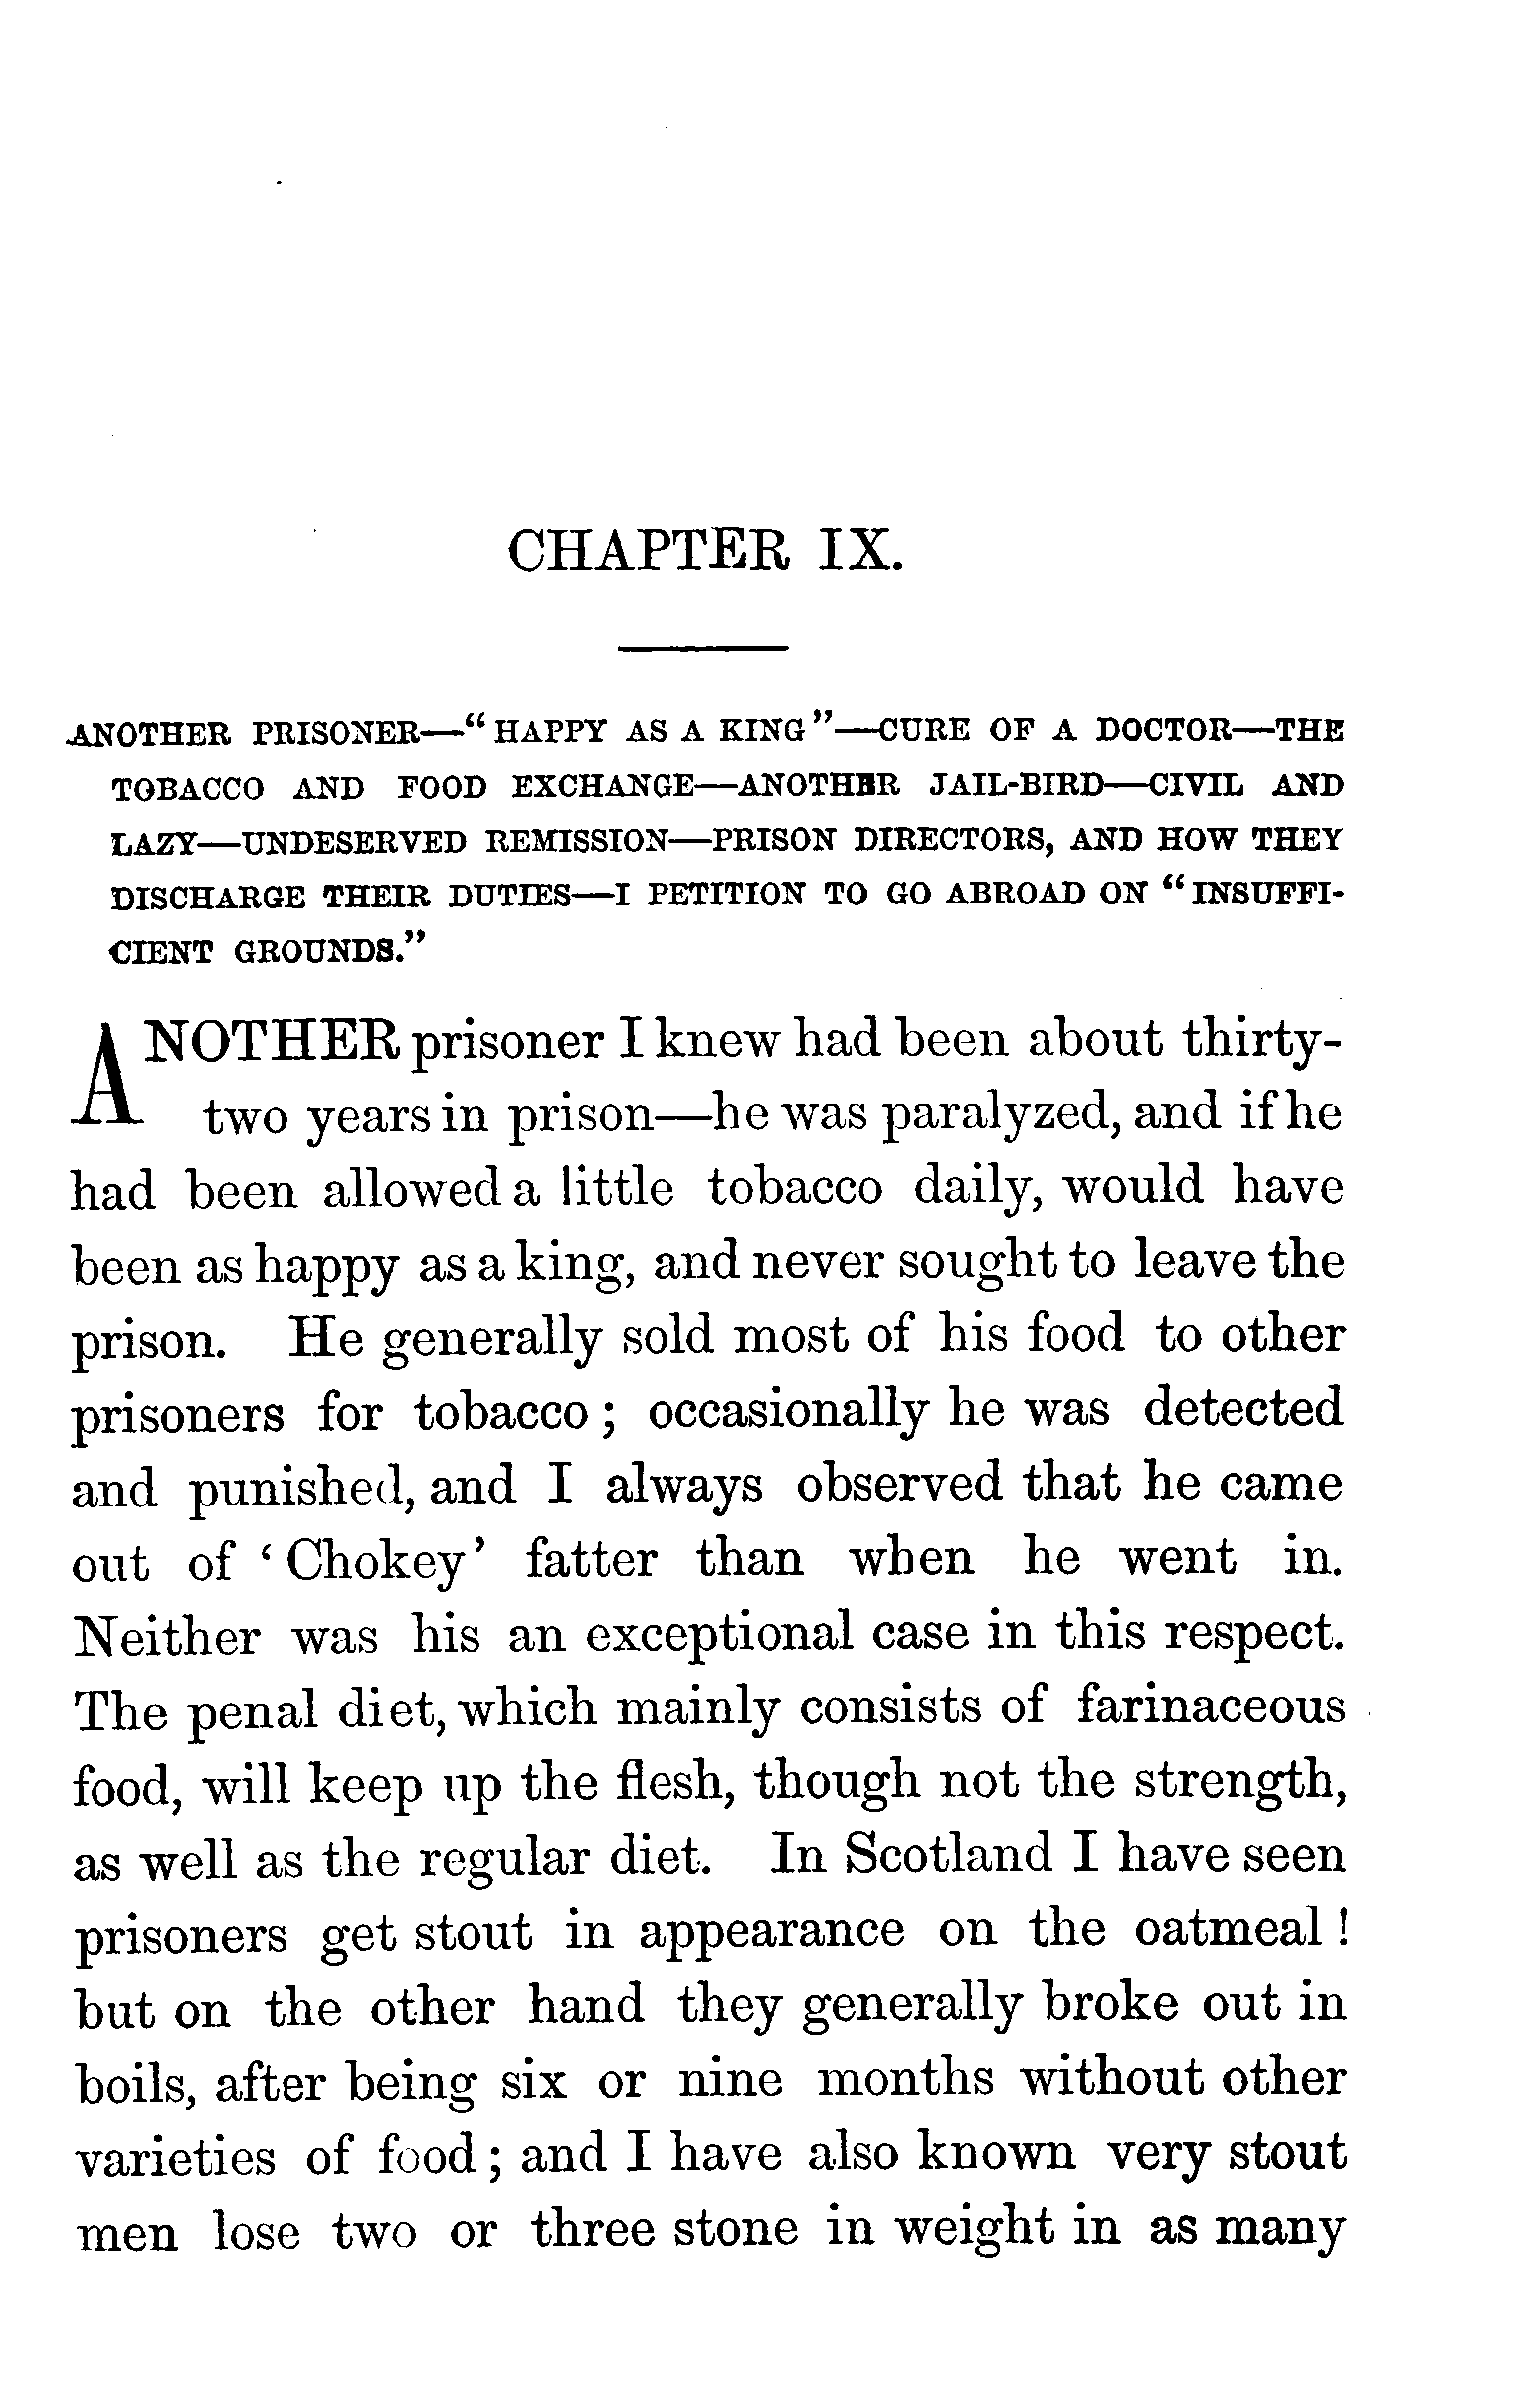 CHAPTER IX.
ANOTHER PRISONER—“HAPPY AS A KING”—CURE OF A DOCTOR—THE
TOBACCO AND FOOD EXCHANGE—ANOTHER JAIL-BIRD—CIVIL AND
LAZY—UNDESERVED REMISSION—PRISON DIRECTORS, AND HOW THEY
DISCHARGE THEIR DUTIES—I PETITION TO GO ABROAD ON “INSUFFI-
CIENT GROUNDS.”
ANOTHER prisoner I knew had been about thirty-
two years in prison—he was paralyzed, and if he
had been allowed a little tobacco daily, would have
been as happy as a king, and never sought to leave the
prison. He generally sold most of his food to other
prisoners for tobacco; occasionally he was detected
and punished, and I always observed that he came
out of ‘Chokey’ fatter than when he went in.
Neither was his an exceptional case in this respect.
The penal diet, which mainly consists of farinaceous
food, will keep up the flesh, though not the strength,
as well as the regular diet. In Scotland I have seen
prisoners get stout in appearance on the oatmeal!
but on the other hand they generally broke out in
boils, after being six or nine months without other
varieties of food; and I have also known very stout
men lose two or three stone in weight in as many